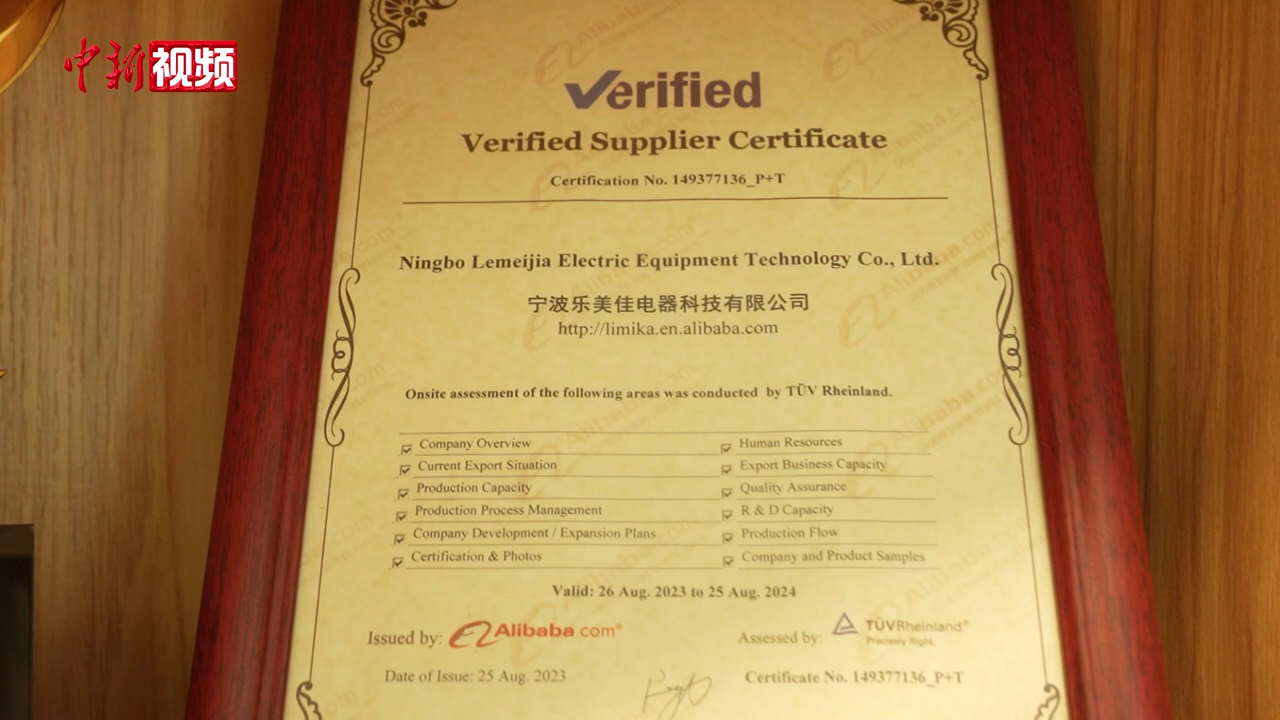 中新视频
Verified
Verified Supplier Certificate
Certification No. 149377136_P+T
Ningbo Lemeijia Electric Equipment Technology Co., Ltd.
宁波乐美佳电器科技有限公司
http://limika.en.alibaba.com
Onsite assessment of the following areas was conducted by TÜV Rheinland.
Company Overview Human Resources
Current Export Situation Export Business Capacity
Production Capacity Quality Assurance
Production Process Management R & D Capacity
Company Development / Expansion Plans Production Flow
Certification & Photos Company and Product Samples
Valid: 26 Aug. 2023 to 25 Aug. 2024
Issued by: Alibaba.com® Assessed by: TÜVRheinland®
Precisely Right.
Date of Issue: 25 Aug. 2023 Certificate No. 149377136_P+T